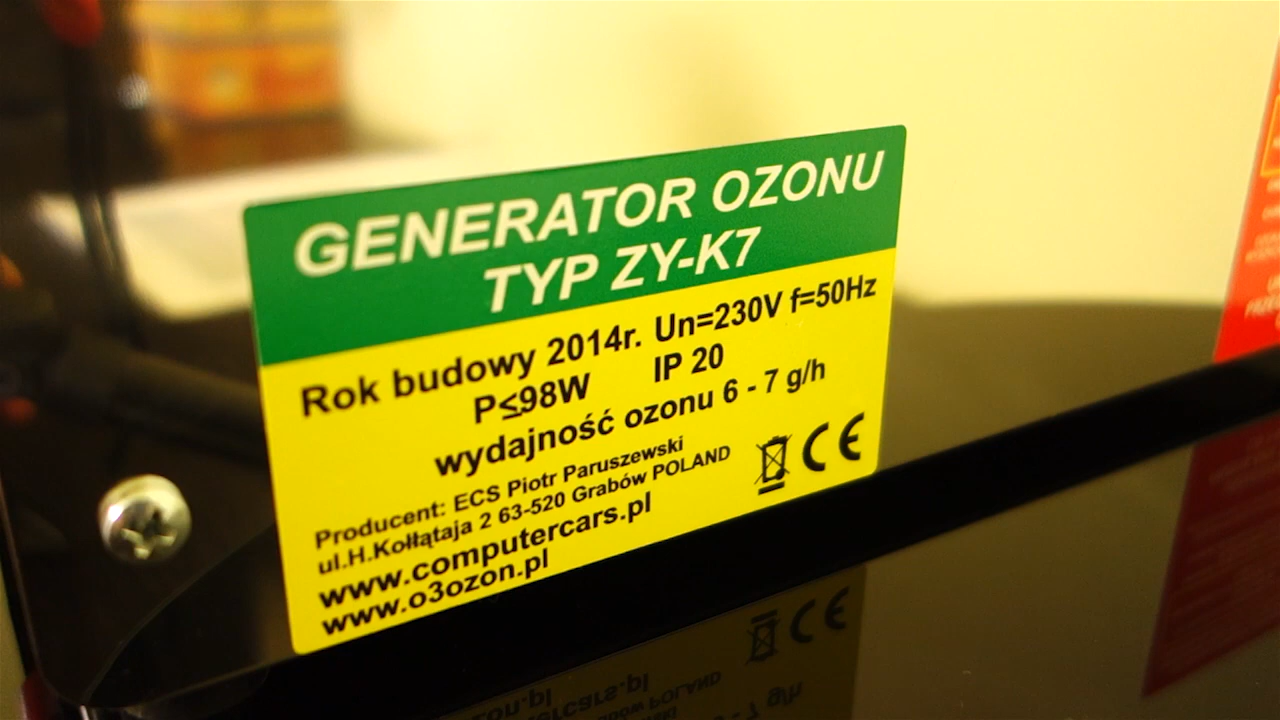 GENERATOR OZONU
TYP ZY-K7
Rok budowy 2014r. Un=230V f=50Hz
P≤98W IP 20
wydajność ozonu 6 - 7 g/h
Producent: ECS Piotr Paruszewski
ul.H.Kołłątaja 2 63-520 Grabów POLAND
www.computercars.pl
www.o3ozon.pl
CE